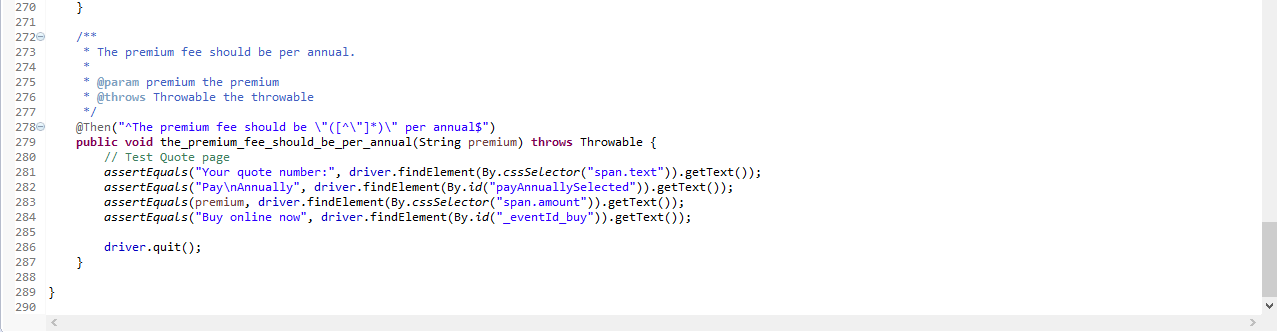 270     }
271
272     /**
273      * The premium fee should be per annual.
274      *
275      * @param premium the premium
276      * @throws Throwable the throwable
277      */
278     @Then("^The premium fee should be \"([^\"]*)\" per annual$")
279     public void the_premium_fee_should_be_per_annual(String premium) throws Throwable {
280         // Test Quote page
281         assertEquals("Your quote number:", driver.findElement(By.cssSelector("span.text")).getText());
282         assertEquals("Pay\nAnnually", driver.findElement(By.id("payAnnuallySelected")).getText());
283         assertEquals(premium, driver.findElement(By.cssSelector("span.amount")).getText());
284         assertEquals("Buy online now", driver.findElement(By.id("_eventId_buy")).getText());
285
286         driver.quit();
287     }
288
289 }
290